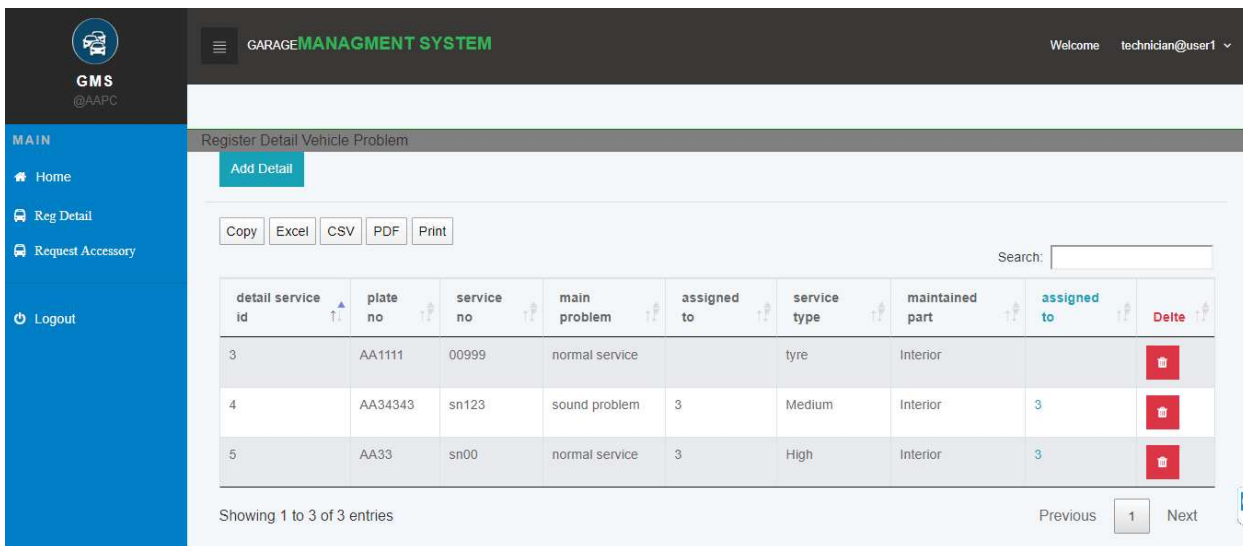 GMS
@AAPC
MAIN
Home
Reg Detail
Request Accessory
Logout
GARAGEMANAGMENT SYSTEM
Welcome technician@user1
Register Detail Vehicle Problem
Add Detail
Copy Excel CSV PDF Print
Search:
detail service id plate no service no main problem assigned to service type maintained part assigned to Delte
3 AA1111 00999 normal service tyre Interior
4 AA34343 sn123 sound problem 3 Medium Interior 3
5 AA33 sn00 normal service 3 High Interior 3
Showing 1 to 3 of 3 entries
Previous 1 Next